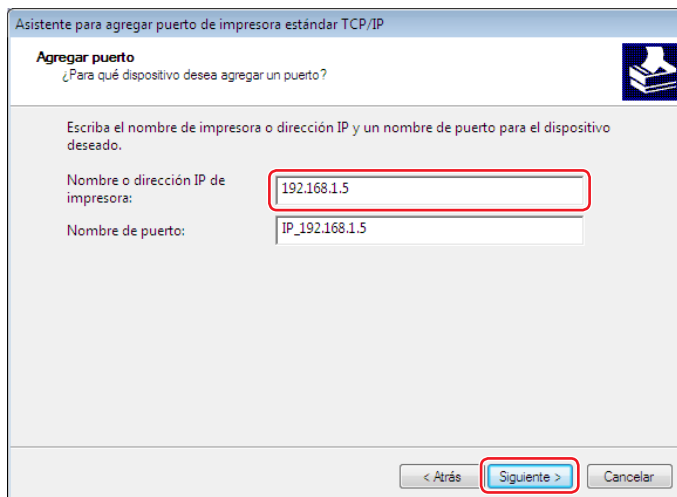 Asistente para agregar puerto de impresora estándar TCP/IP
Agregar puerto
¿Para qué dispositivo desea agregar un puerto?
Escriba el nombre de impresora o dirección IP y un nombre de puerto para el dispositivo
deseado.
Nombre o dirección IP de
impresora:
192.168.1.5
Nombre de puerto:
IP_192.168.1.5
< Atrás
Siguiente >
Cancelar